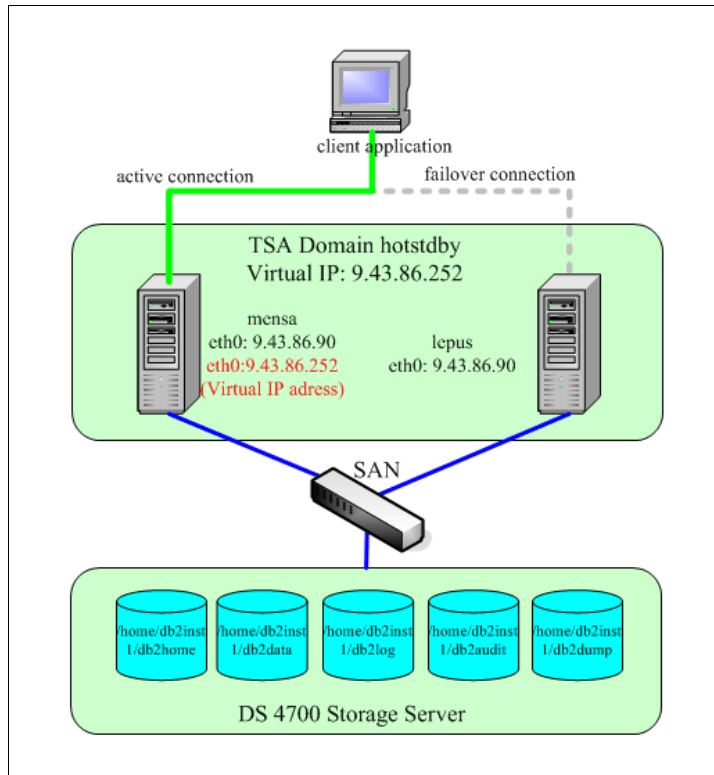 client application
active connection
failover connection
TSA Domain hotstdby
Virtual IP: 9.43.86.252
mensa
eth0: 9.43.86.90
eth0:9.43.86.252
(Virtual IP adress)
lepus
eth0: 9.43.86.90
SAN
/home/db2inst
1/db2home
/home/db2inst
1/db2data
/home/db2inst
1/db2log
/home/db2inst
1/db2audit
/home/db2inst
1/db2dump
DS 4700 Storage Server